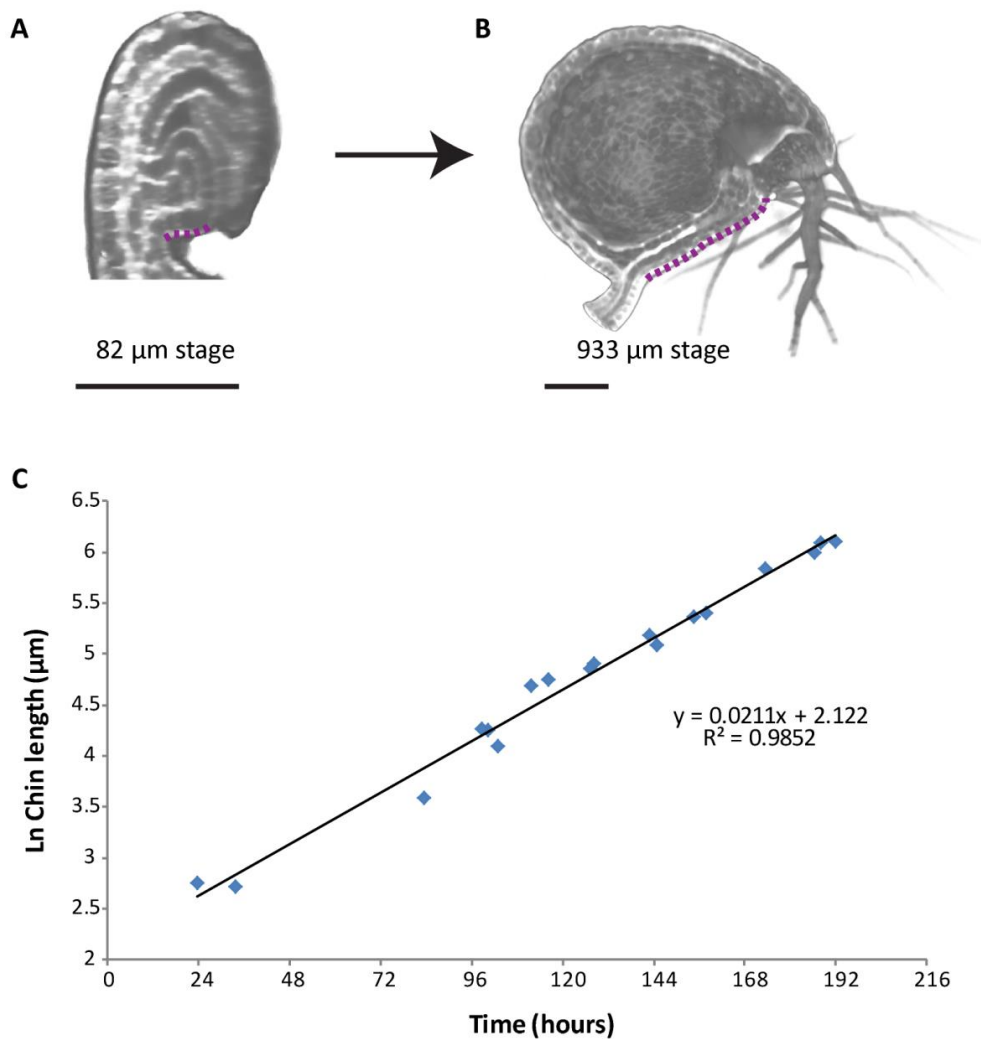 A
B
82 µm stage
933 µm stage
C
6.5
6
5.5
5
4.5
4
3.5
3
2.5
2
Ln Chin length (µm)
y = 0.0211x + 2.122
R² = 0.9852
0 24 48 72 96 120 144 168 192 216
Time (hours)